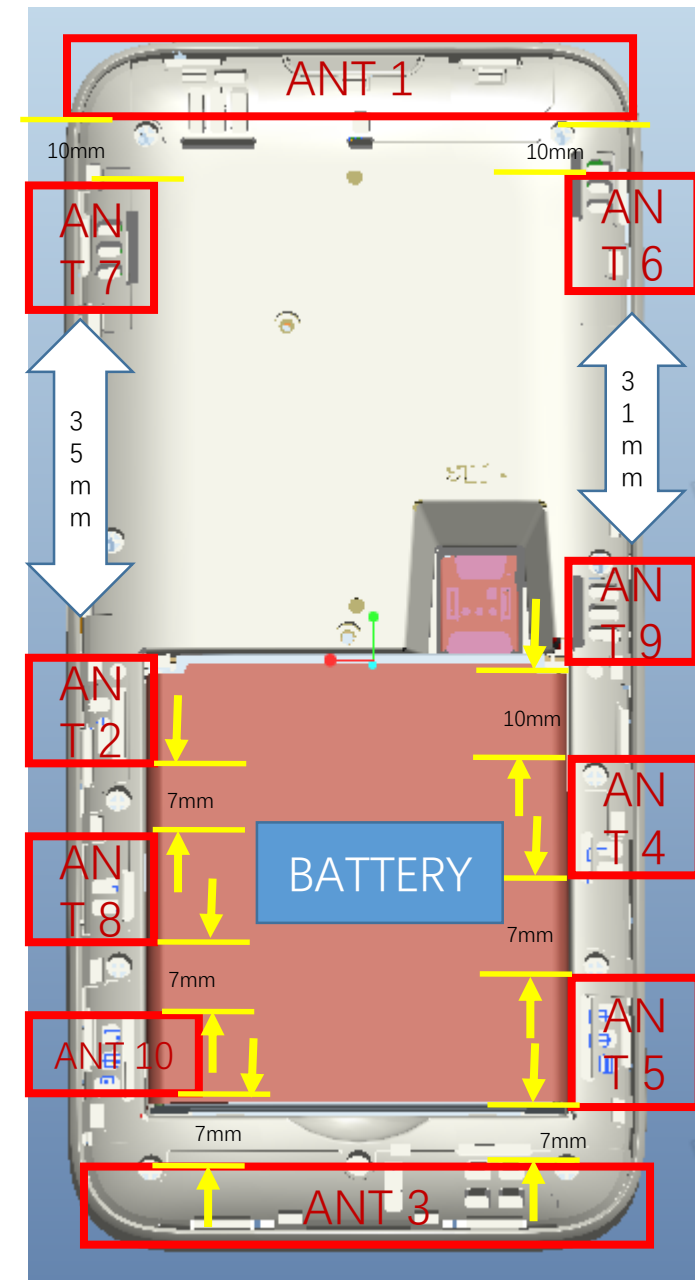 ANT 1
10mm
10mm
AN
T 7
AN
T 6
3
5
m
m
3
1
m
m
AN
T 9
AN
T 2
10mm
7mm
AN
T 4
AN
T 8
BATTERY
7mm
7mm
AN
T 5
ANT 10
7mm
7mm
ANT 3